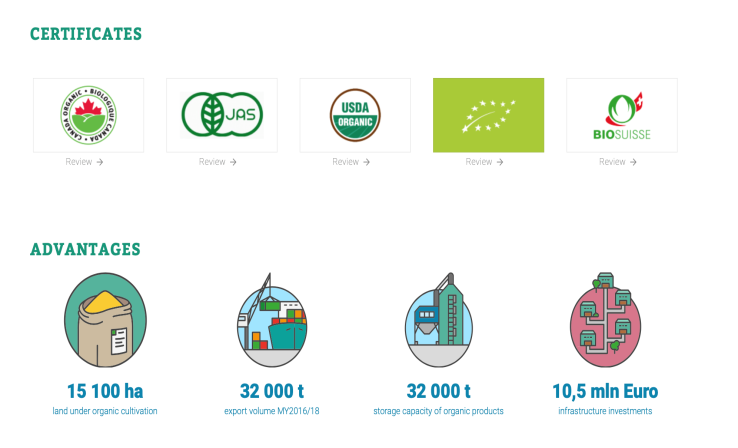 CERTIFICATES
CANADA ORGANIC • BIOLOGIQUE CANADA •
JAS
USDA
ORGANIC
BIOSUISSE
Review → Review → Review → Review → Review →
ADVANTAGES
15 100 ha 32 000 t 32 000 t 10,5 mln Euro
land under organic cultivation export volume MY2016/18 storage capacity of organic products infrastructure investments